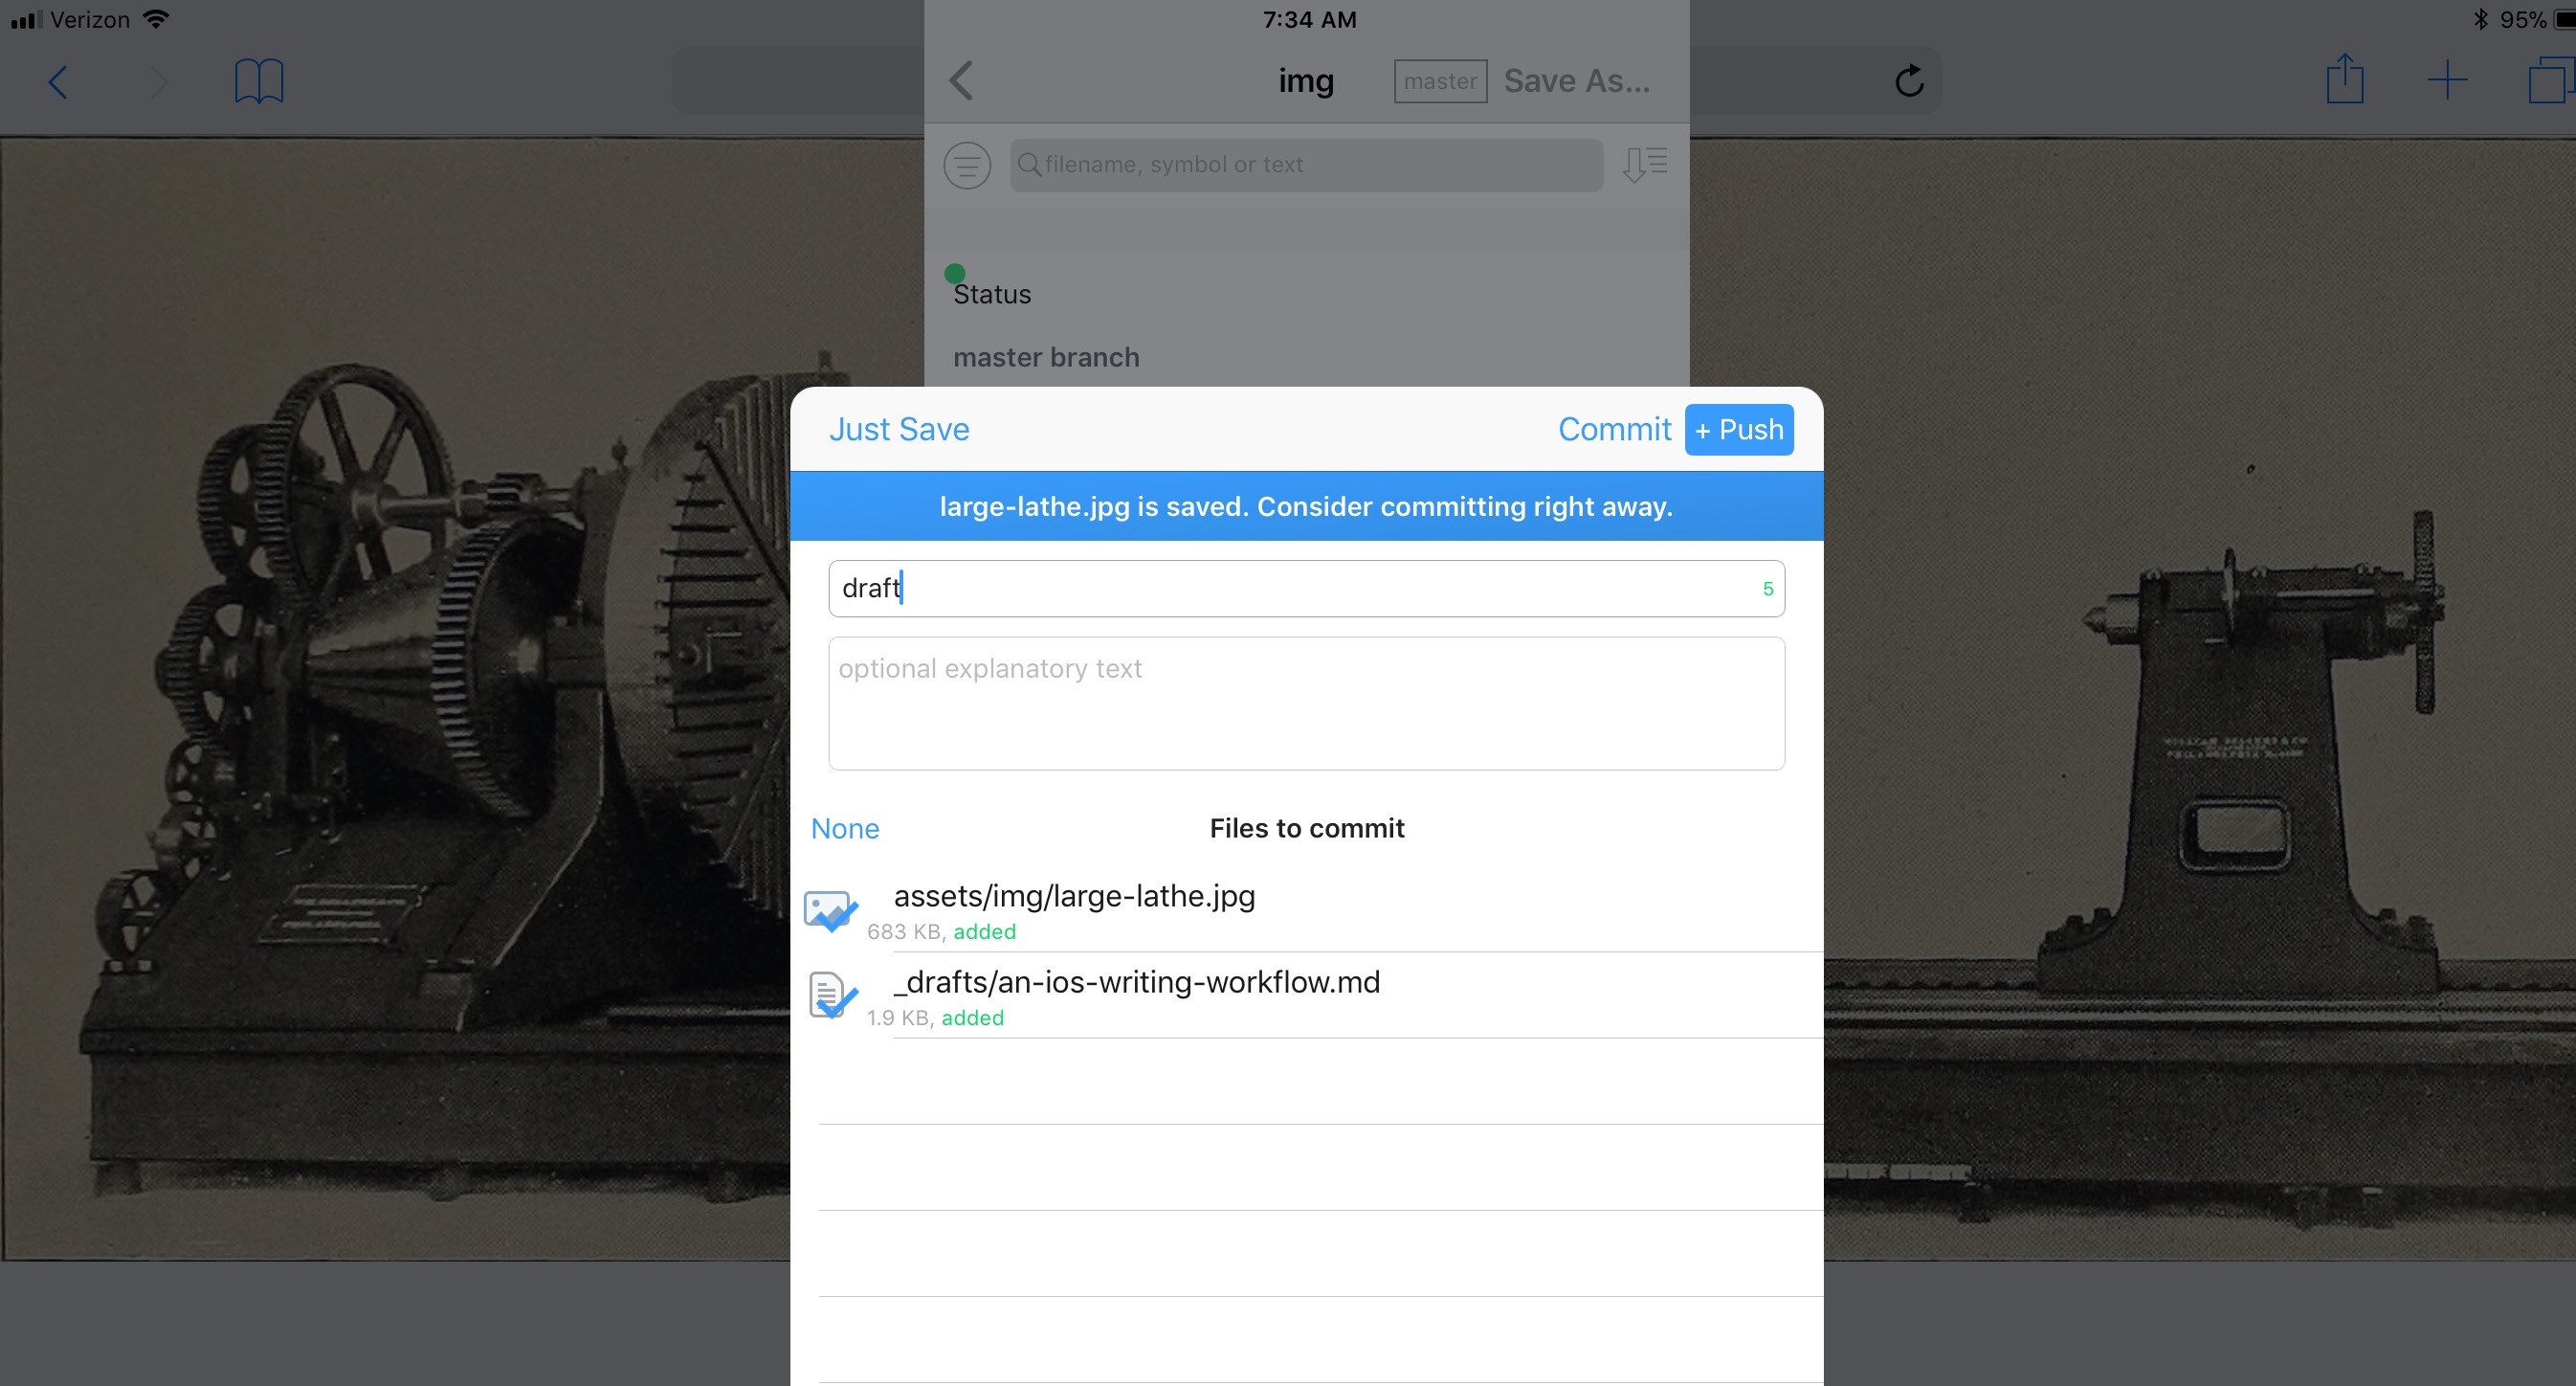 Verizon
7:34 AM
95%
img
master
Save As...
filename, symbol or text
Status
master branch
Just Save
Commit
+ Push
large-lathe.jpg is saved. Consider committing right away.
draft
5
optional explanatory text
None
Files to commit
assets/img/large-lathe.jpg
683 KB, added
_drafts/an-ios-writing-workflow.md
1.9 KB, added